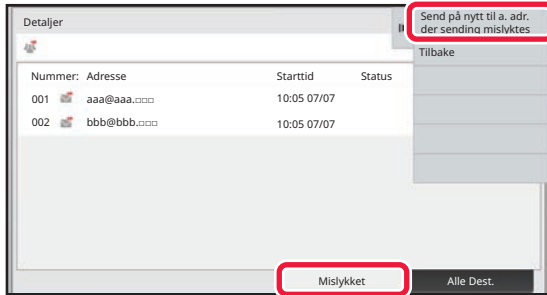 Detaljer
Send på nytt til a. adr.
der sending mislyktes
Tilbake
Nummer: Adresse Starttid Status
001 aaa@aaa.□□□ 10:05 07/07
002 bbb@bbb.□□□ 10:05 07/07
Mislykket
Alle Dest.